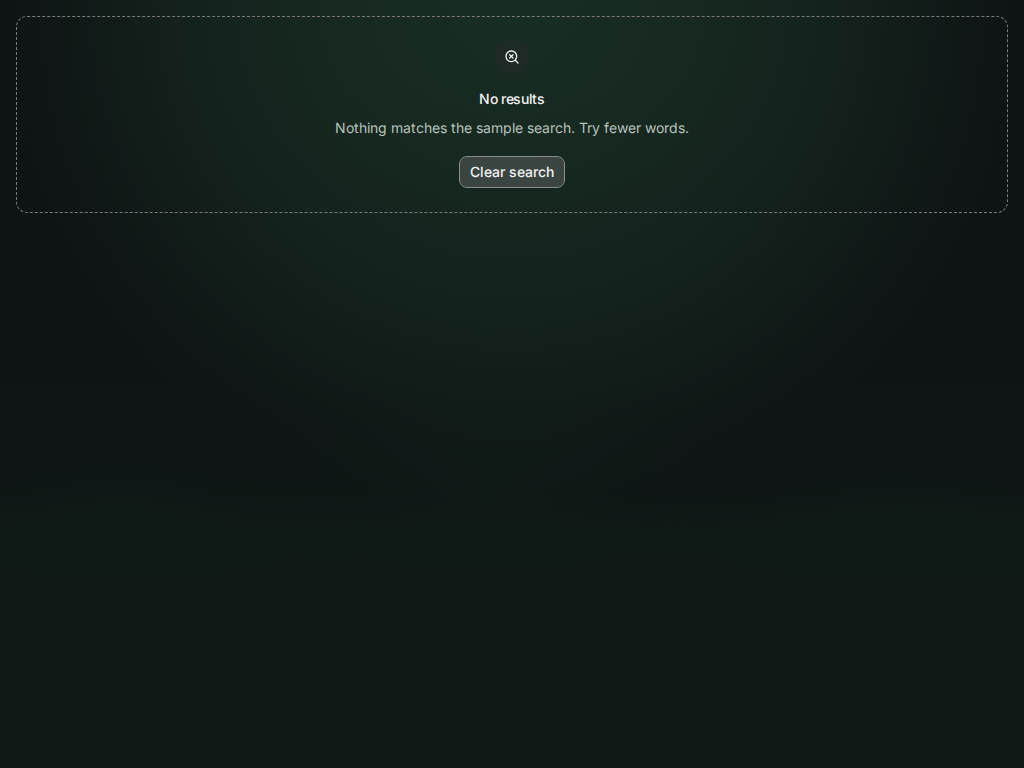 No results
Nothing matches the sample search. Try fewer words.
Clear search